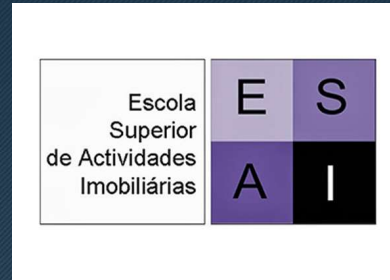 Escola
Superior
de Actividades
Imobiliárias
E S
A I